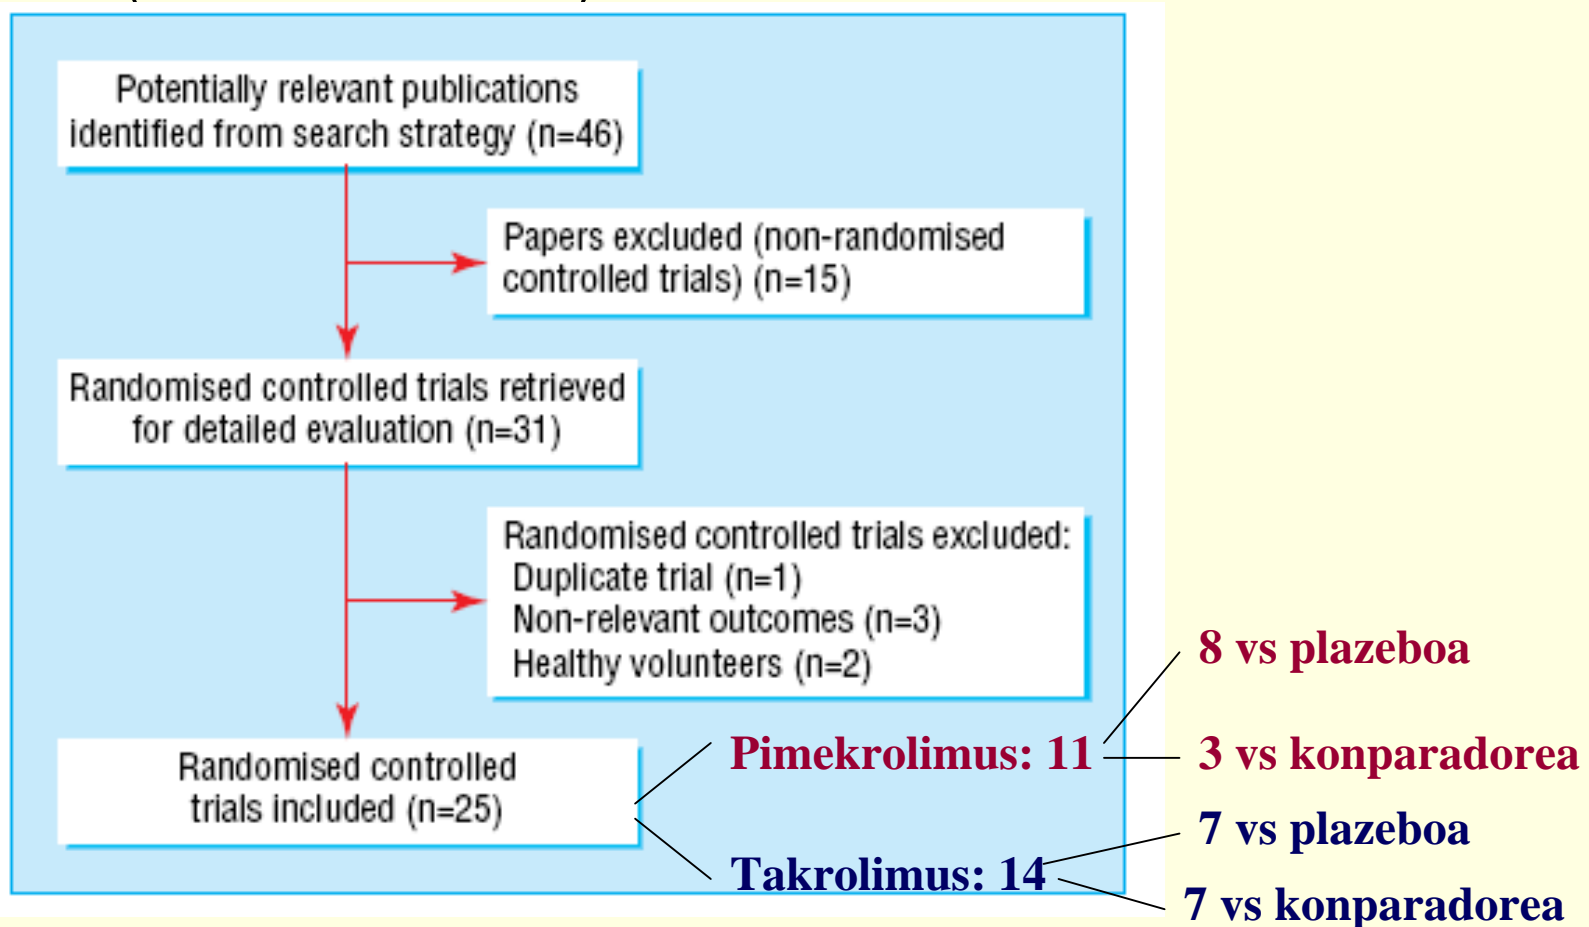 Potentially relevant publications
identified from search strategy (n=46)
Papers excluded (non-randomised
controlled trials) (n=15)
Randomised controlled trials retrieved
for detailed evaluation (n=31)
Randomised controlled trials excluded:
Duplicate trial (n=1)
Non-relevant outcomes (n=3)
Healthy volunteers (n=2)
Randomised controlled
trials included (n=25)
Pimekrolimus: 11
8 vs plazeboa
3 vs konparadorea
Takrolimus: 14
7 vs plazeboa
7 vs konparadorea